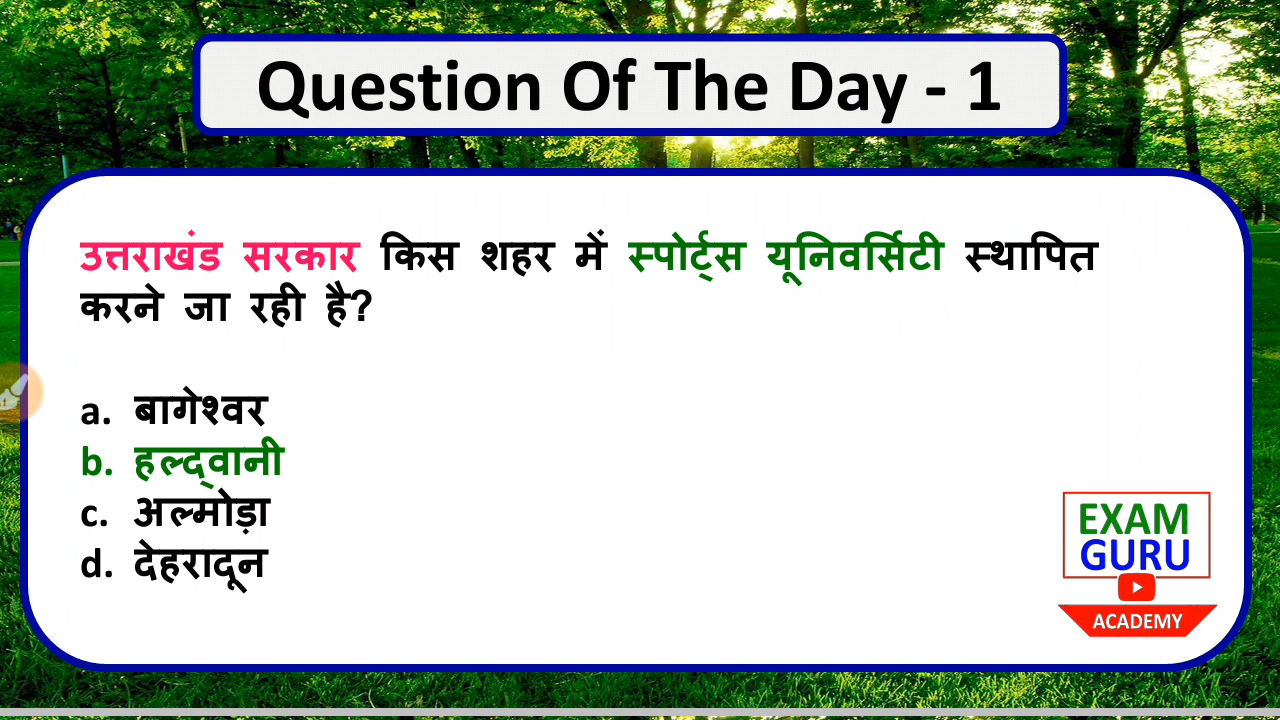 Question Of The Day - 1
उत्तराखंड सरकार किस शहर में स्पोर्ट्स यूनिवर्सिटी स्थापित
करने जा रही है?
a. बागेश्वर
b. हल्द्वानी
c. अल्मोड़ा
d. देहरादून
EXAM
GURU
ACADEMY